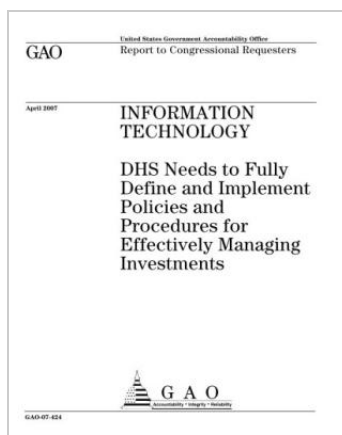 United States Government Accountability Office
GAO
Report to Congressional Requesters
April 2007
INFORMATION
TECHNOLOGY
DHS Needs to Fully
Define and Implement
Policies and
Procedures for
Effectively Managing
Investments
G A O
Accountability * Integrity * Reliability
GAO-07-424